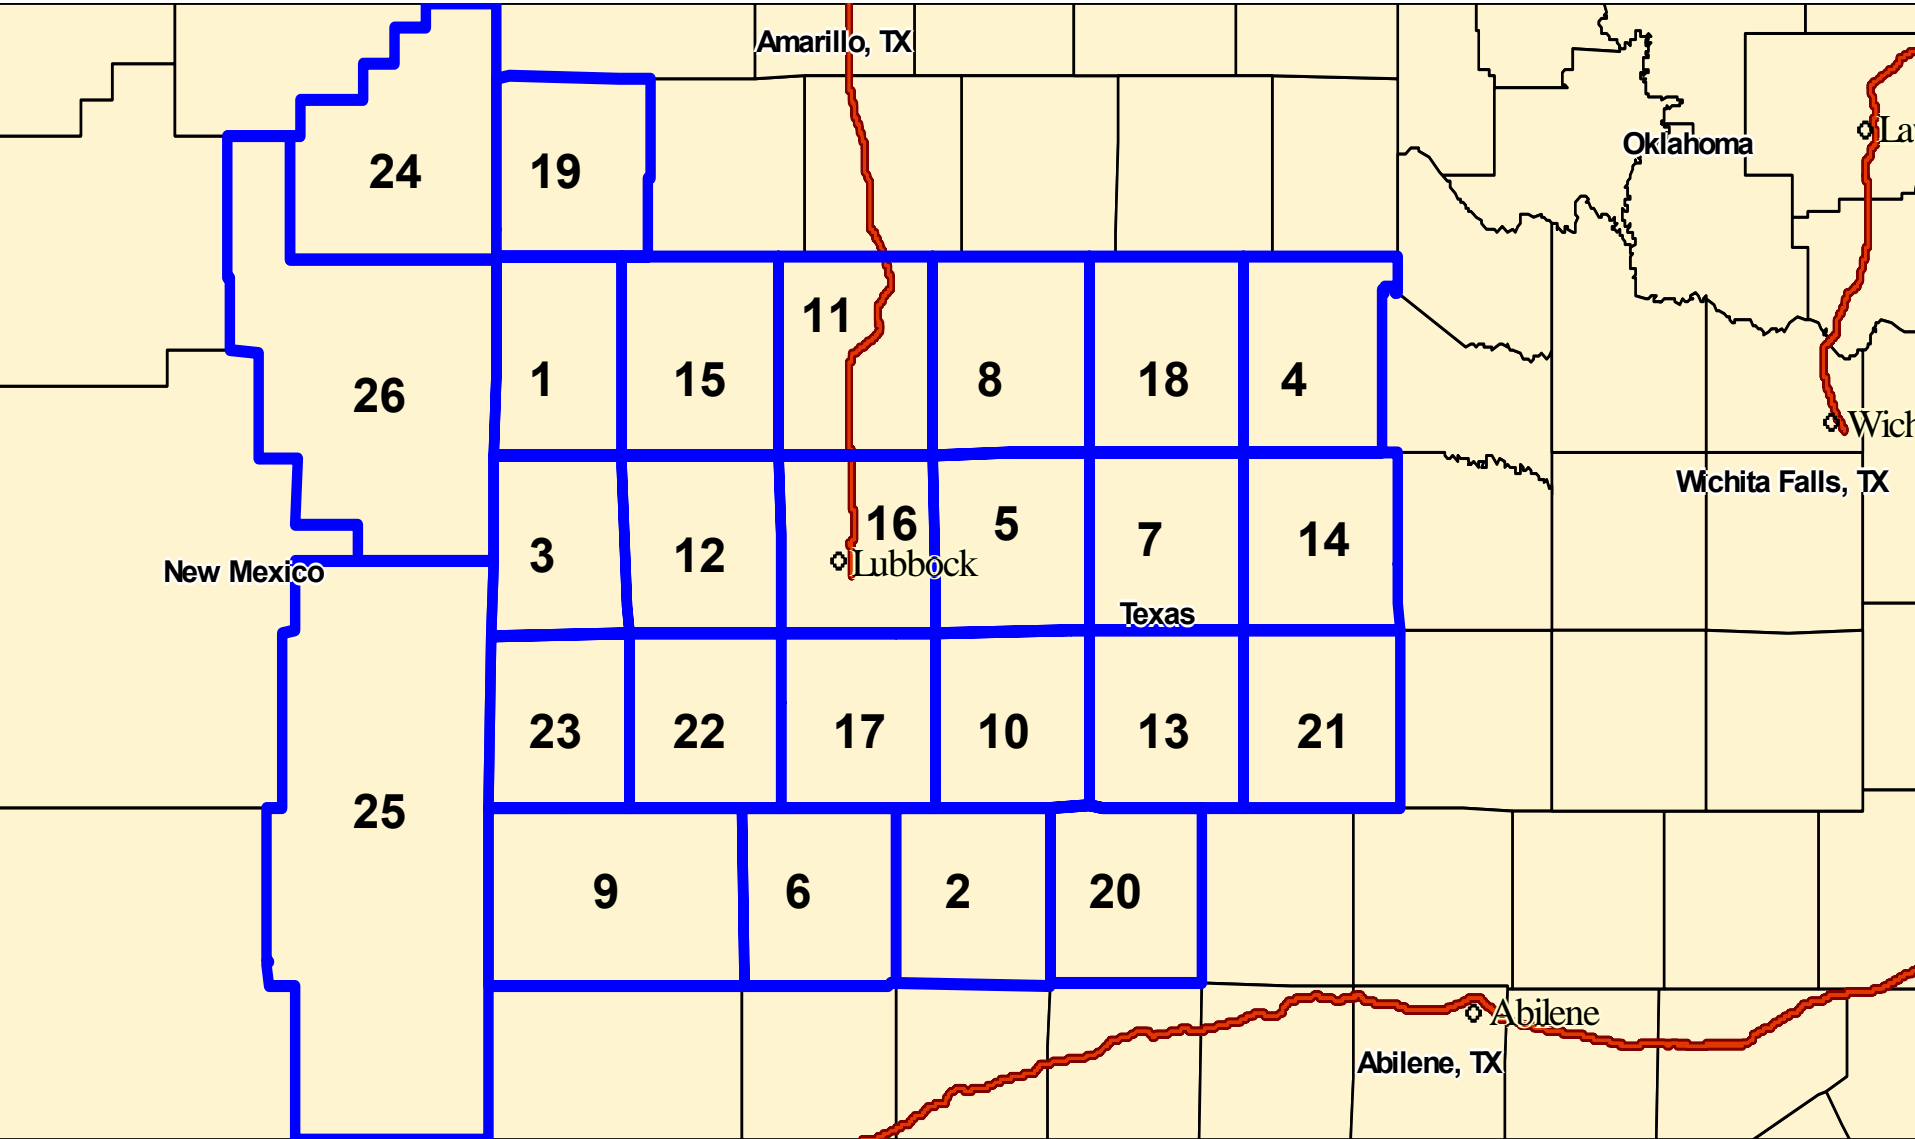 Amarillo, TX
La
Oklahoma
24
19
11
1
15
8
18
4
26
Wich
Wichita Falls, TX
16
5
7
14
3
12
Lubbock
New Mexico
Texas
23
22
17
10
13
21
25
9
6
2
20
Abilene
Abilene, TX